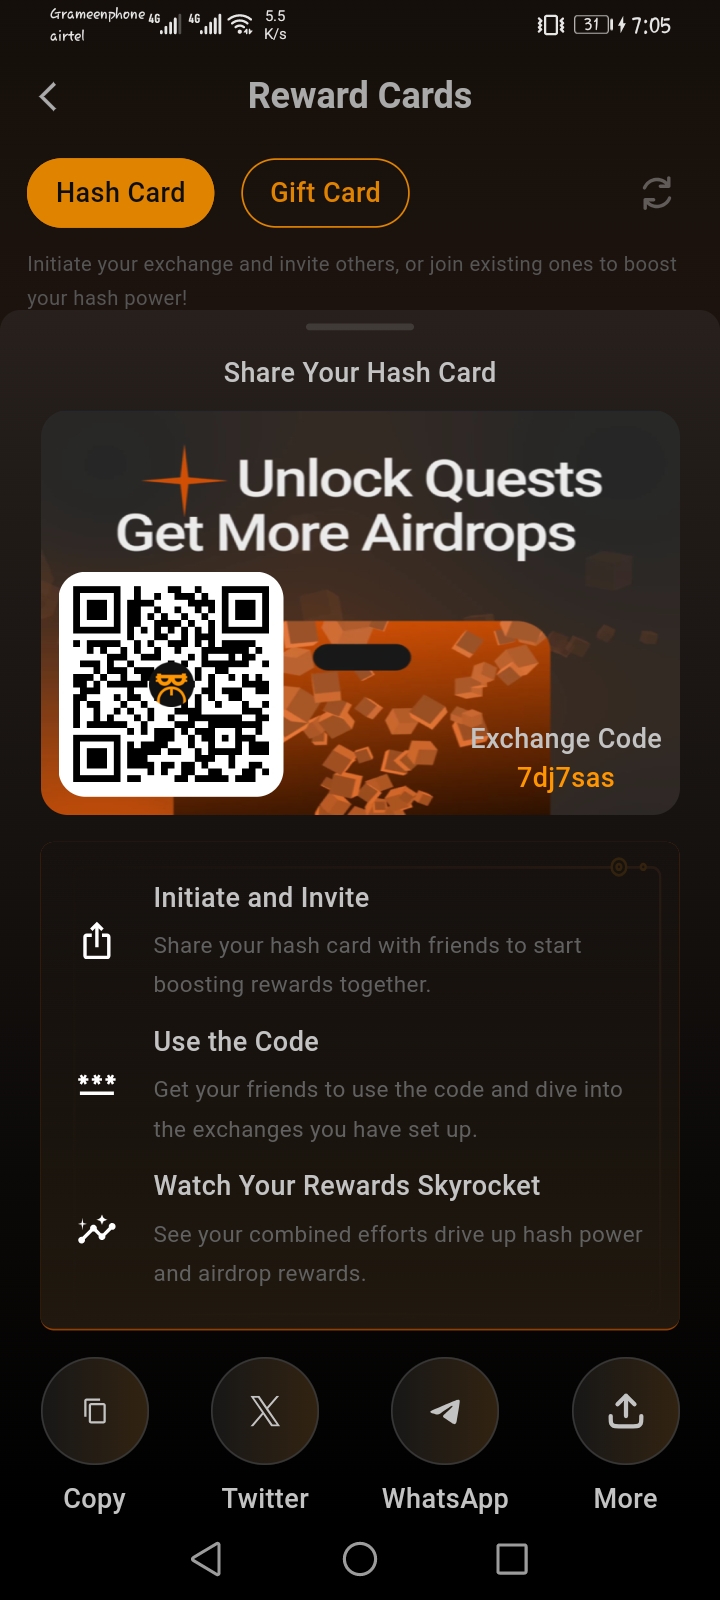 Grameenphone 4G 4G 5.5 K/s 31 7:05
airtel
Reward Cards
Hash Card Gift Card
Initiate your exchange and invite others, or join existing ones to boost
your hash power!
Share Your Hash Card
Unlock Quests
Get More Airdrops
Exchange Code
7dj7sas
Initiate and Invite
Share your hash card with friends to start
boosting rewards together.
Use the Code
Get your friends to use the code and dive into
the exchanges you have set up.
Watch Your Rewards Skyrocket
See your combined efforts drive up hash power
and airdrop rewards.
Copy Twitter WhatsApp More